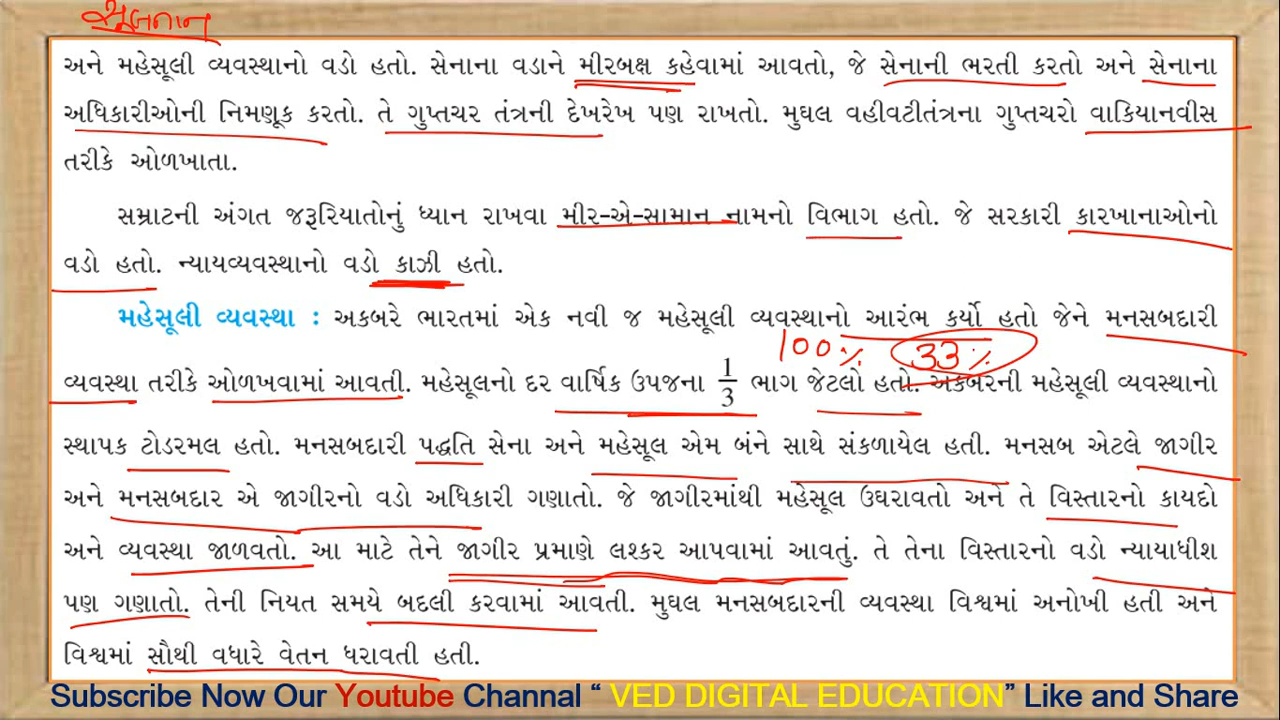 સુલતાન
અને મહેસૂલી વ્યવસ્થાનો વડો હતો. સેનાના વડાને મીરબક્ષ કહેવામાં આવતો, જે સેનાની ભરતી કરતો અને સેનાના
અધિકારીઓની નિમણૂક કરતો. તે ગુપ્તચર તંત્રની દેખરેખ પણ રાખતો. મુઘલ વહીવટીતંત્રના ગુપ્તચરો વાકિયાનવીસ
તરીકે ઓળખાતા.
સમ્રાટની અંગત જરૂરિયાતોનું ધ્યાન રાખવા મીર-એ-સામાન નામનો વિભાગ હતો. જે સરકારી કારખાનાઓનો
વડો હતો. ન્યાયવ્યવસ્થાનો વડો કાઝી હતો.
મહેસૂલી વ્યવસ્થા : અકબરે ભારતમાં એક નવી જ મહેસૂલી વ્યવસ્થાનો આરંભ કર્યો હતો જેને મનસબદારી
100% 33%
વ્યવસ્થા તરીકે ઓળખવામાં આવતી. મહેસૂલનો દર વાર્ષિક ઉપજના 1/3 ભાગ જેટલો હતો. અકબરની મહેસૂલી વ્યવસ્થાનો
સ્થાપક ટોડરમલ હતો. મનસબદારી પદ્ધતિ સેના અને મહેસૂલ એમ બંને સાથે સંકળાયેલ હતી. મનસબ એટલે જાગીર
અને મનસબદાર એ જાગીરનો વડો અધિકારી ગણાતો. જે જાગીરમાંથી મહેસૂલ ઉઘરાવતો અને તે વિસ્તારનો કાયદો
અને વ્યવસ્થા જાળવતો. આ માટે તેને જાગીર પ્રમાણે લશ્કર આપવામાં આવતું. તે તેના વિસ્તારનો વડો ન્યાયાધીશ
પણ ગણાતો. તેની નિયત સમયે બદલી કરવામાં આવતી. મુઘલ મનસબદારની વ્યવસ્થા વિશ્વમાં અનોખી હતી અને
વિશ્વમાં સૌથી વધારે વેતન ધરાવતી હતી.
Subscribe Now Our Youtube Channal “ VED DIGITAL EDUCATION” Like and Share